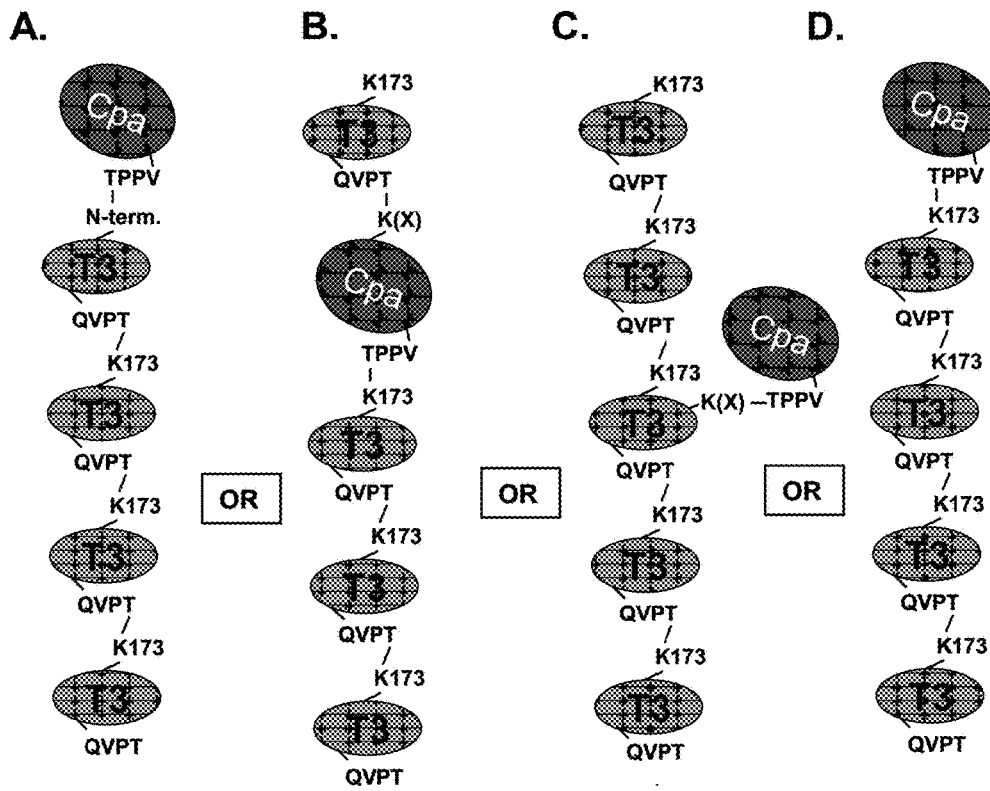 A.
Cpa
TPPV
N-term.
T3
QVPT
K173
T3
QVPT
K173
T3
QVPT
K173
T3
QVPT
OR
B.
K173
T3
QVPT
K(X)
Cpa
TPPV
K173
T3
QVPT
K173
T3
QVPT
K173
T3
QVPT
OR
C.
K173
T3
QVPT
K173
T3
QVPT
K173
T3
K(X)
TPPV
Cpa
QVPT
K173
T3
QVPT
K173
T3
QVPT
OR
D.
Cpa
TPPV
K173
T3
QVPT
K173
T3
QVPT
K173
T3
QVPT
K173
T3
QVPT